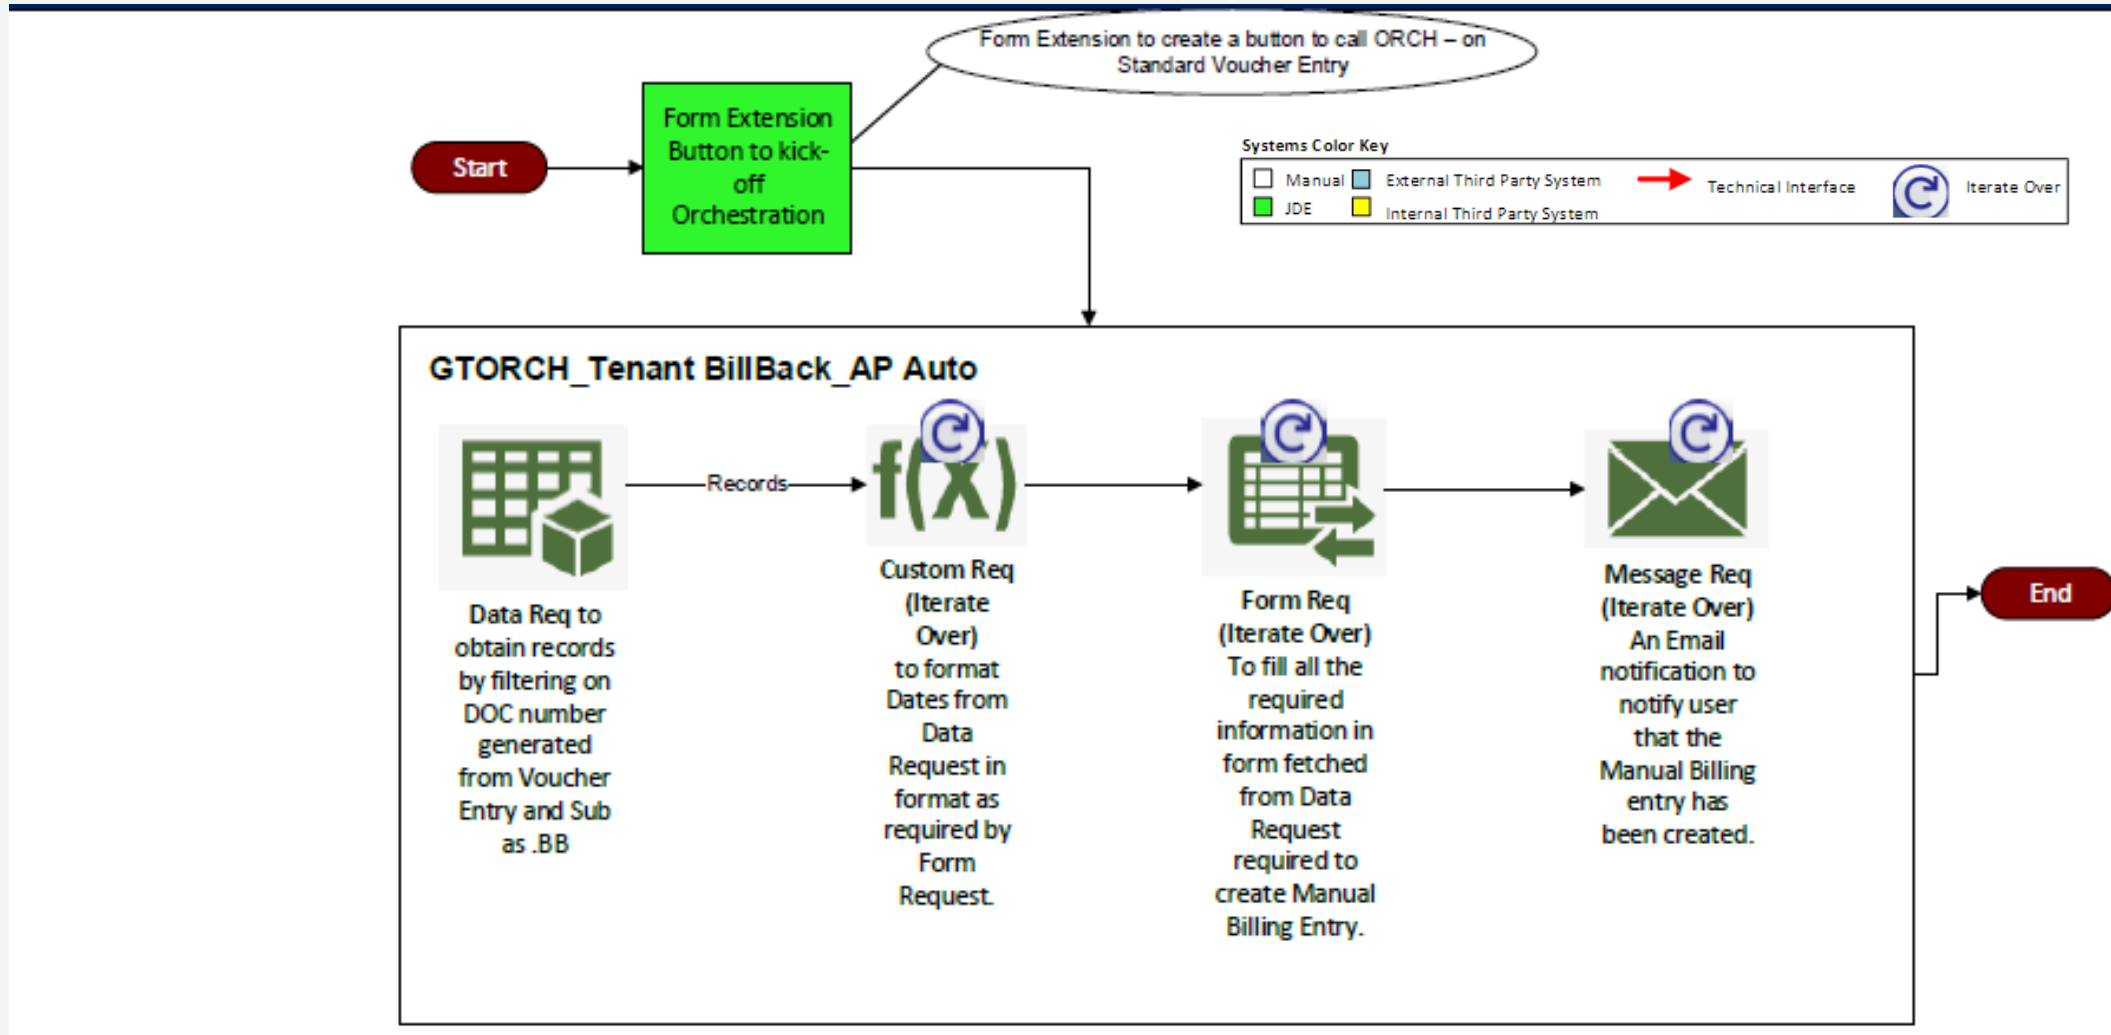 Form Extension to create a button to call ORCH – on
Standard Voucher Entry
Start
Form Extension
Button to kick-
off
Orchestration
Systems Color Key
Manual
External Third Party System
Technical Interface
Iterate Over
JDE
Internal Third Party System
GTORCH_Tenant BillBack_AP Auto
Records
f(x)
Data Req to
obtain records
by filtering on
DOC number
generated
from Voucher
Entry and Sub
as .BB
Custom Req
(Iterate
Over)
to format
Dates from
Data
Request in
format as
required by
Form
Request.
Form Req
(Iterate Over)
To fill all the
required
information in
form fetched
from Data
Request
required to
create Manual
Billing Entry.
Message Req
(Iterate Over)
An Email
notification to
notify user
that the
Manual Billing
entry has
been created.
End